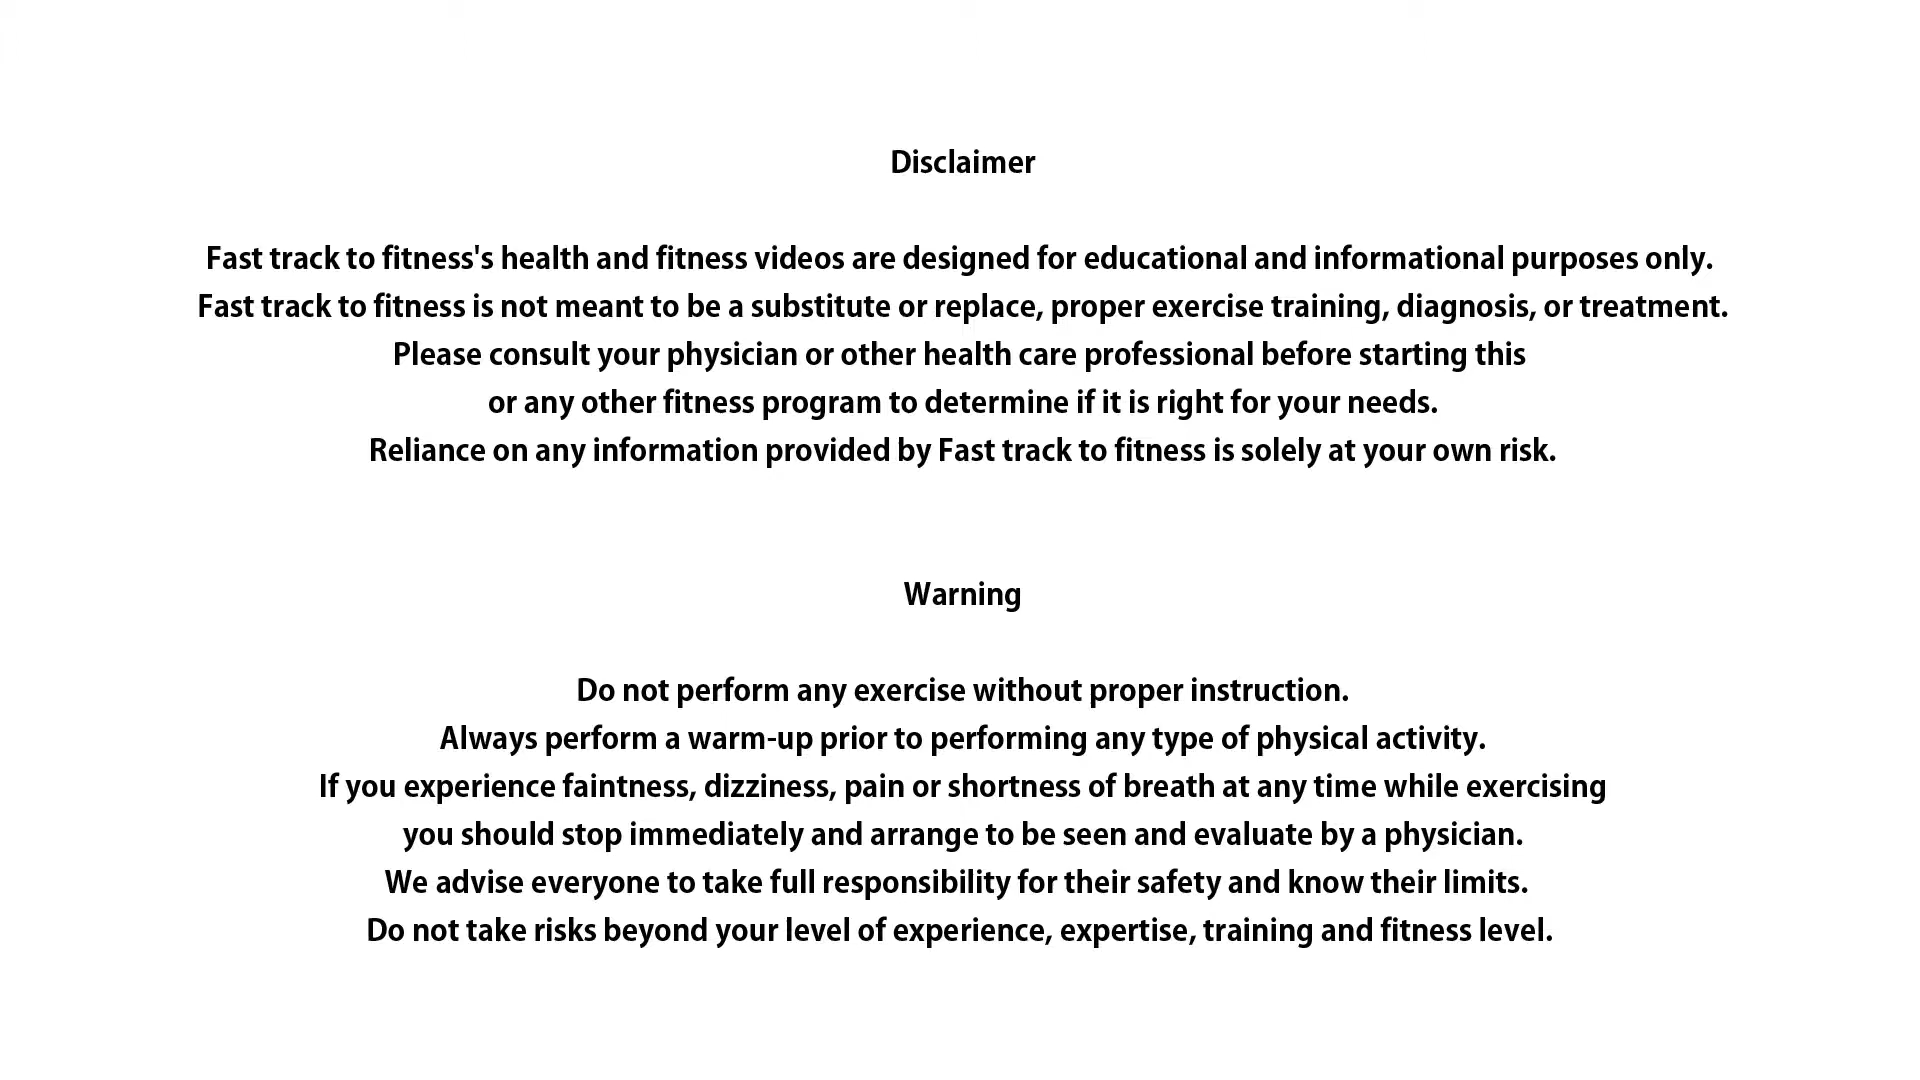 Disclaimer
Fast track to fitness's health and fitness videos are designed for educational and informational purposes only.
Fast track to fitness is not meant to be a substitute or replace, proper exercise training, diagnosis, or treatment.
Please consult your physician or other health care professional before starting this
or any other fitness program to determine if it is right for your needs.
Reliance on any information provided by Fast track to fitness is solely at your own risk.
Warning
Do not perform any exercise without proper instruction.
Always perform a warm-up prior to performing any type of physical activity.
If you experience faintness, dizziness, pain or shortness of breath at any time while exercising
you should stop immediately and arrange to be seen and evaluate by a physician.
We advise everyone to take full responsibility for their safety and know their limits.
Do not take risks beyond your level of experience, expertise, training and fitness level.